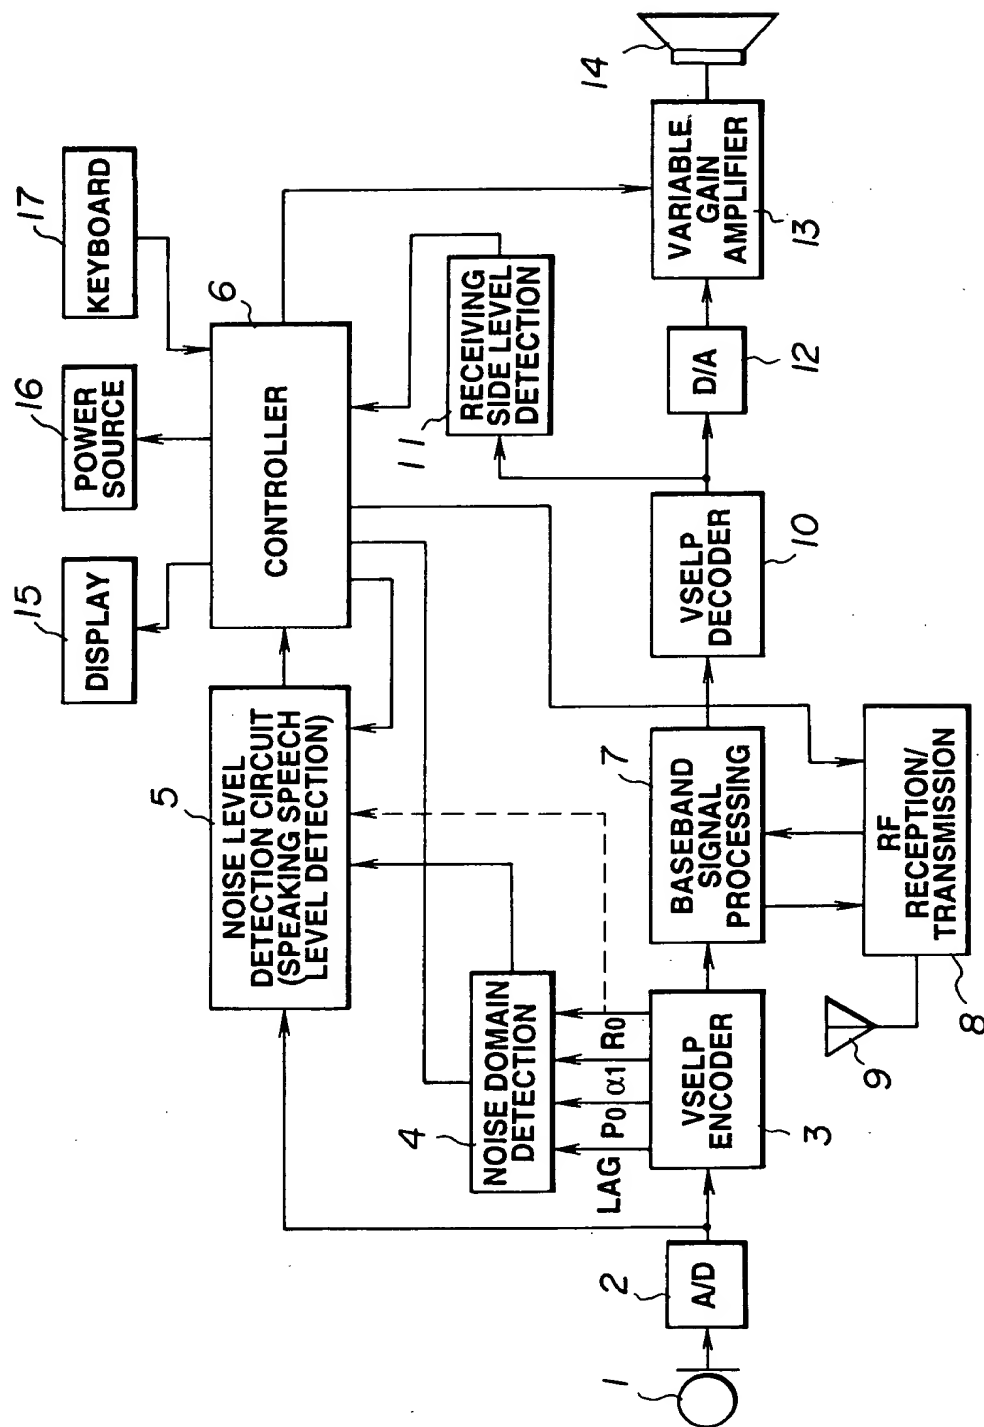 15
DISPLAY
16
POWER
SOURCE
17
KEYBOARD
5
NOISE LEVEL
DETECTION CIRCUIT
(SPEAKING SPEECH
LEVEL DETECTION)
6
CONTROLLER
4
NOISE DOMAIN
DETECTION
11
RECEIVING
SIDE LEVEL
DETECTION
LAG
P0
α1
R0
1
2
A/D
VSELP
ENCODER
3
7
BASEBAND
SIGNAL
PROCESSING
VSELP
DECODER
10
D/A
12
VARIABLE
GAIN
AMPLIFIER
13
14
9
RF
RECEPTION/
TRANSMISSION
8